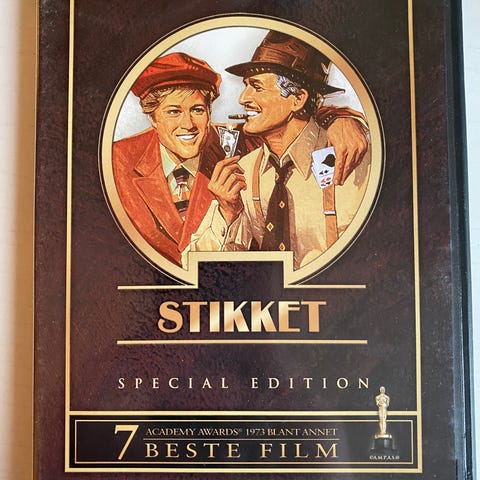 STIKKET
SPECIAL EDITION
7 ACADEMY AWARDS® 1973 BLANT ANNET
BESTE FILM
©A.M.P.A.S.®